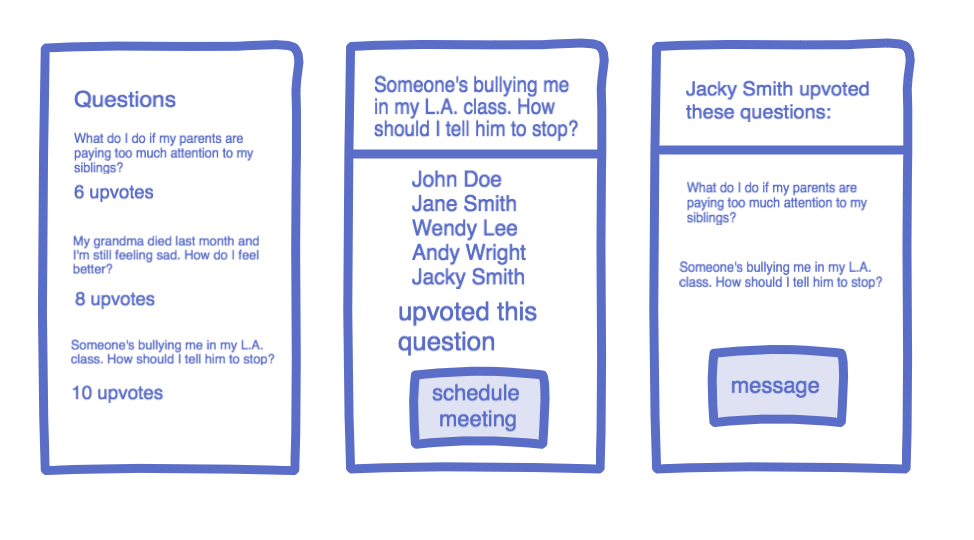 Questions
What do I do if my parents are
paying too much attention to my
siblings?
6 upvotes
My grandma died last month and
I'm still feeling sad. How do I feel
better?
8 upvotes
Someone's bullying me in my L.A.
class. How should I tell him to stop?
10 upvotes
Someone's bullying me
in my L.A. class. How
should I tell him to stop?
John Doe
Jane Smith
Wendy Lee
Andy Wright
Jacky Smith
upvoted this
question
schedule
meeting
Jacky Smith upvoted
these questions:
What do I do if my parents are
paying too much attention to my
siblings?
Someone's bullying me in my L.A.
class. How should I tell him to stop?
message